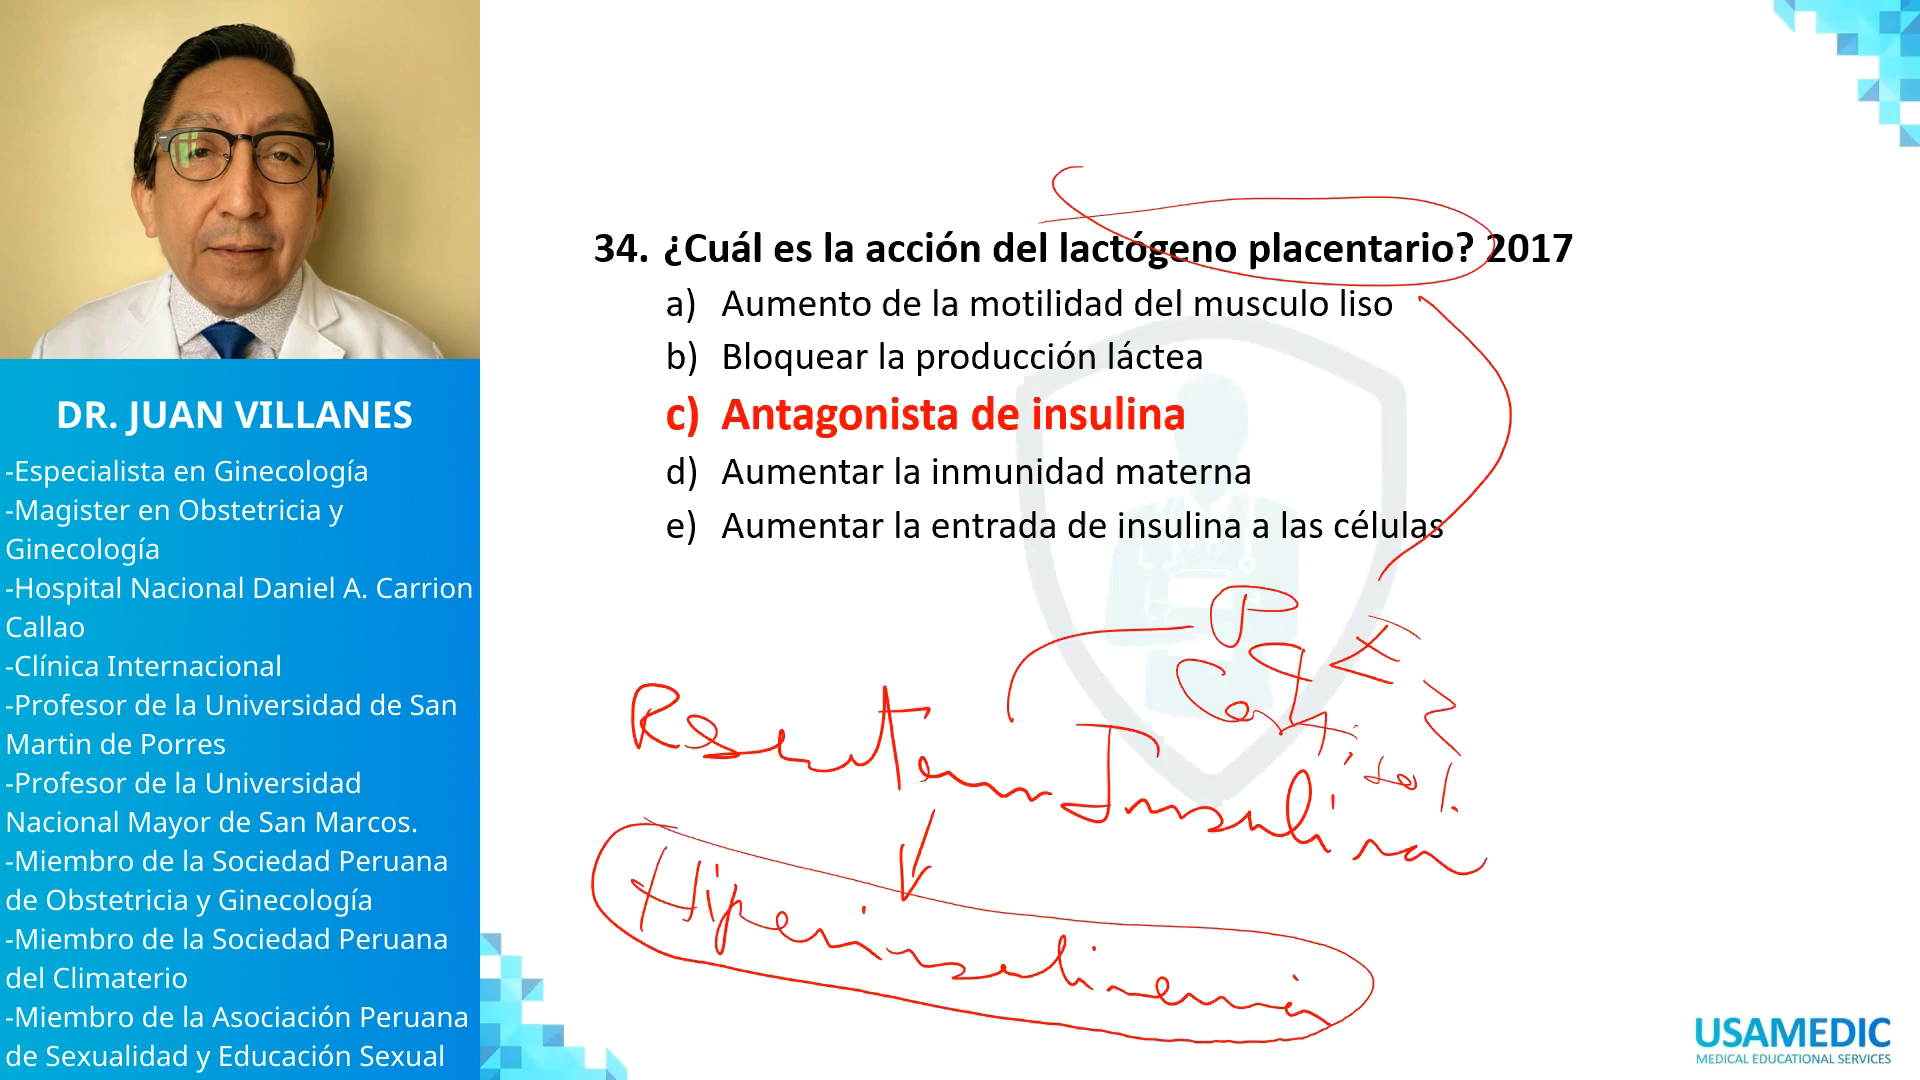 DR. JUAN VILLANES
-Especialista en Ginecología
-Magister en Obstetricia y
Ginecología
-Hospital Nacional Daniel A. Carrion
Callao
-Clínica Internacional
-Profesor de la Universidad de San
Martin de Porres
-Profesor de la Universidad
Nacional Mayor de San Marcos.
-Miembro de la Sociedad Peruana
de Obstetricia y Ginecología
-Miembro de la Sociedad Peruana
del Climaterio
-Miembro de la Asociación Peruana
de Sexualidad y Educación Sexual
34. ¿Cuál es la acción del lactógeno placentario? 2017
a) Aumento de la motilidad del musculo liso
b) Bloquear la producción láctea
c) Antagonista de insulina
d) Aumentar la inmunidad materna
e) Aumentar la entrada de insulina a las células
Cortisol.
Insulina
Hiperinsulinemia
USAMEDIC
MEDICAL EDUCATIONAL SERVICES